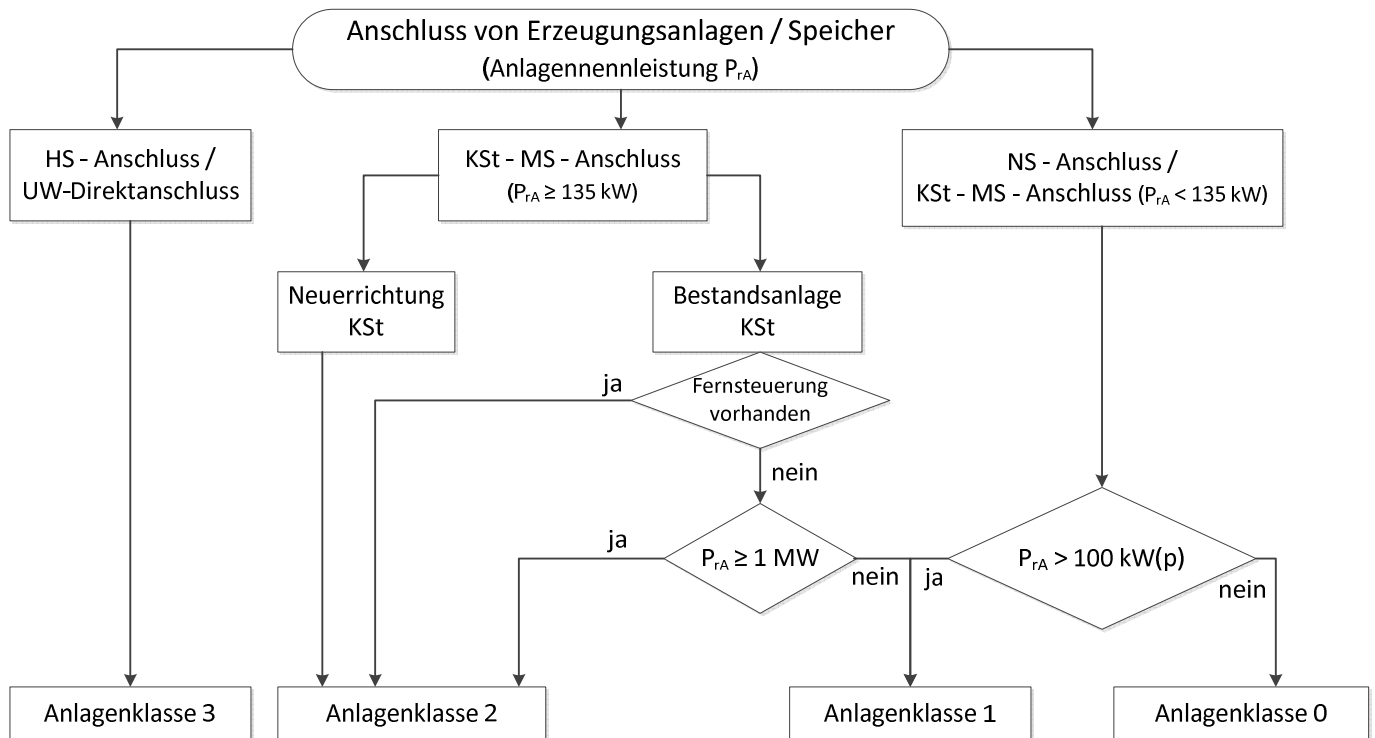 Anschluss von Erzeugungsanlagen / Speicher
(Anlagennennleistung PrA)
HS - Anschluss /
UW-Direktanschluss
KSt - MS - Anschluss
(PrA ≥ 135 kW)
NS - Anschluss /
KSt - MS - Anschluss (PrA < 135 kW)
Neuerrichtung
KSt
Bestandsanlage
KSt
ja
Fernsteuerung
vorhanden
nein
ja
PrA ≥ 1 MW
nein
ja
PrA > 100 kW(p)
nein
Anlagenklasse 3
Anlagenklasse 2
Anlagenklasse 1
Anlagenklasse 0